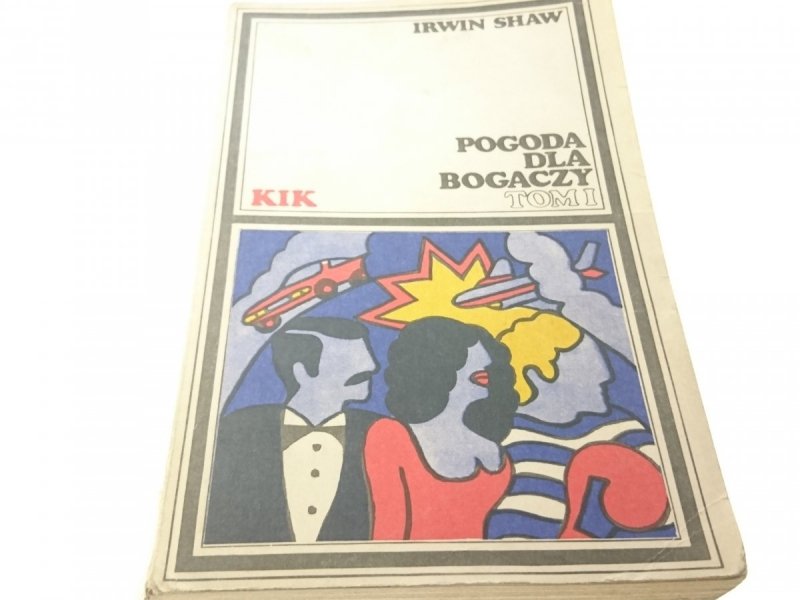 IRWIN SHAW
POGODA
DLA
BOGACZY
TOM I
KIK